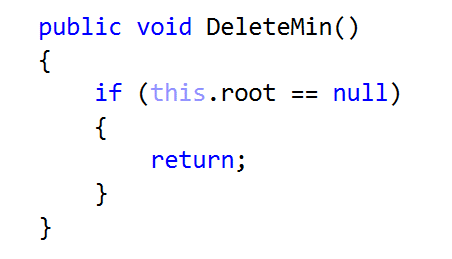 public void DeleteMin()
{
    if (this.root == null)
    {
        return;
    }
}